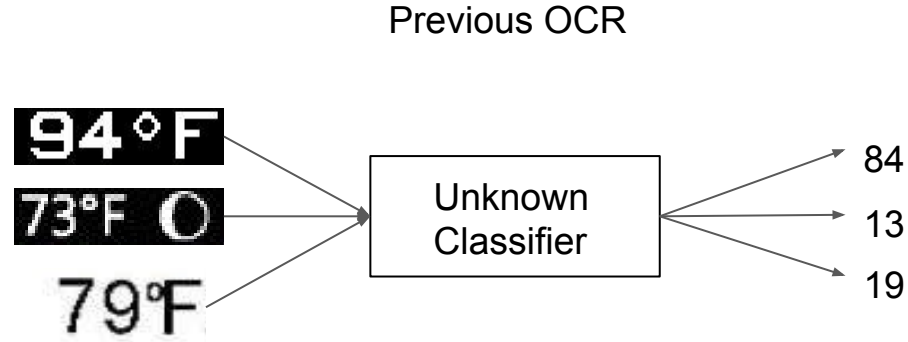 Previous OCR
94°F
73°F
79°F
Unknown
Classifier
84
13
19